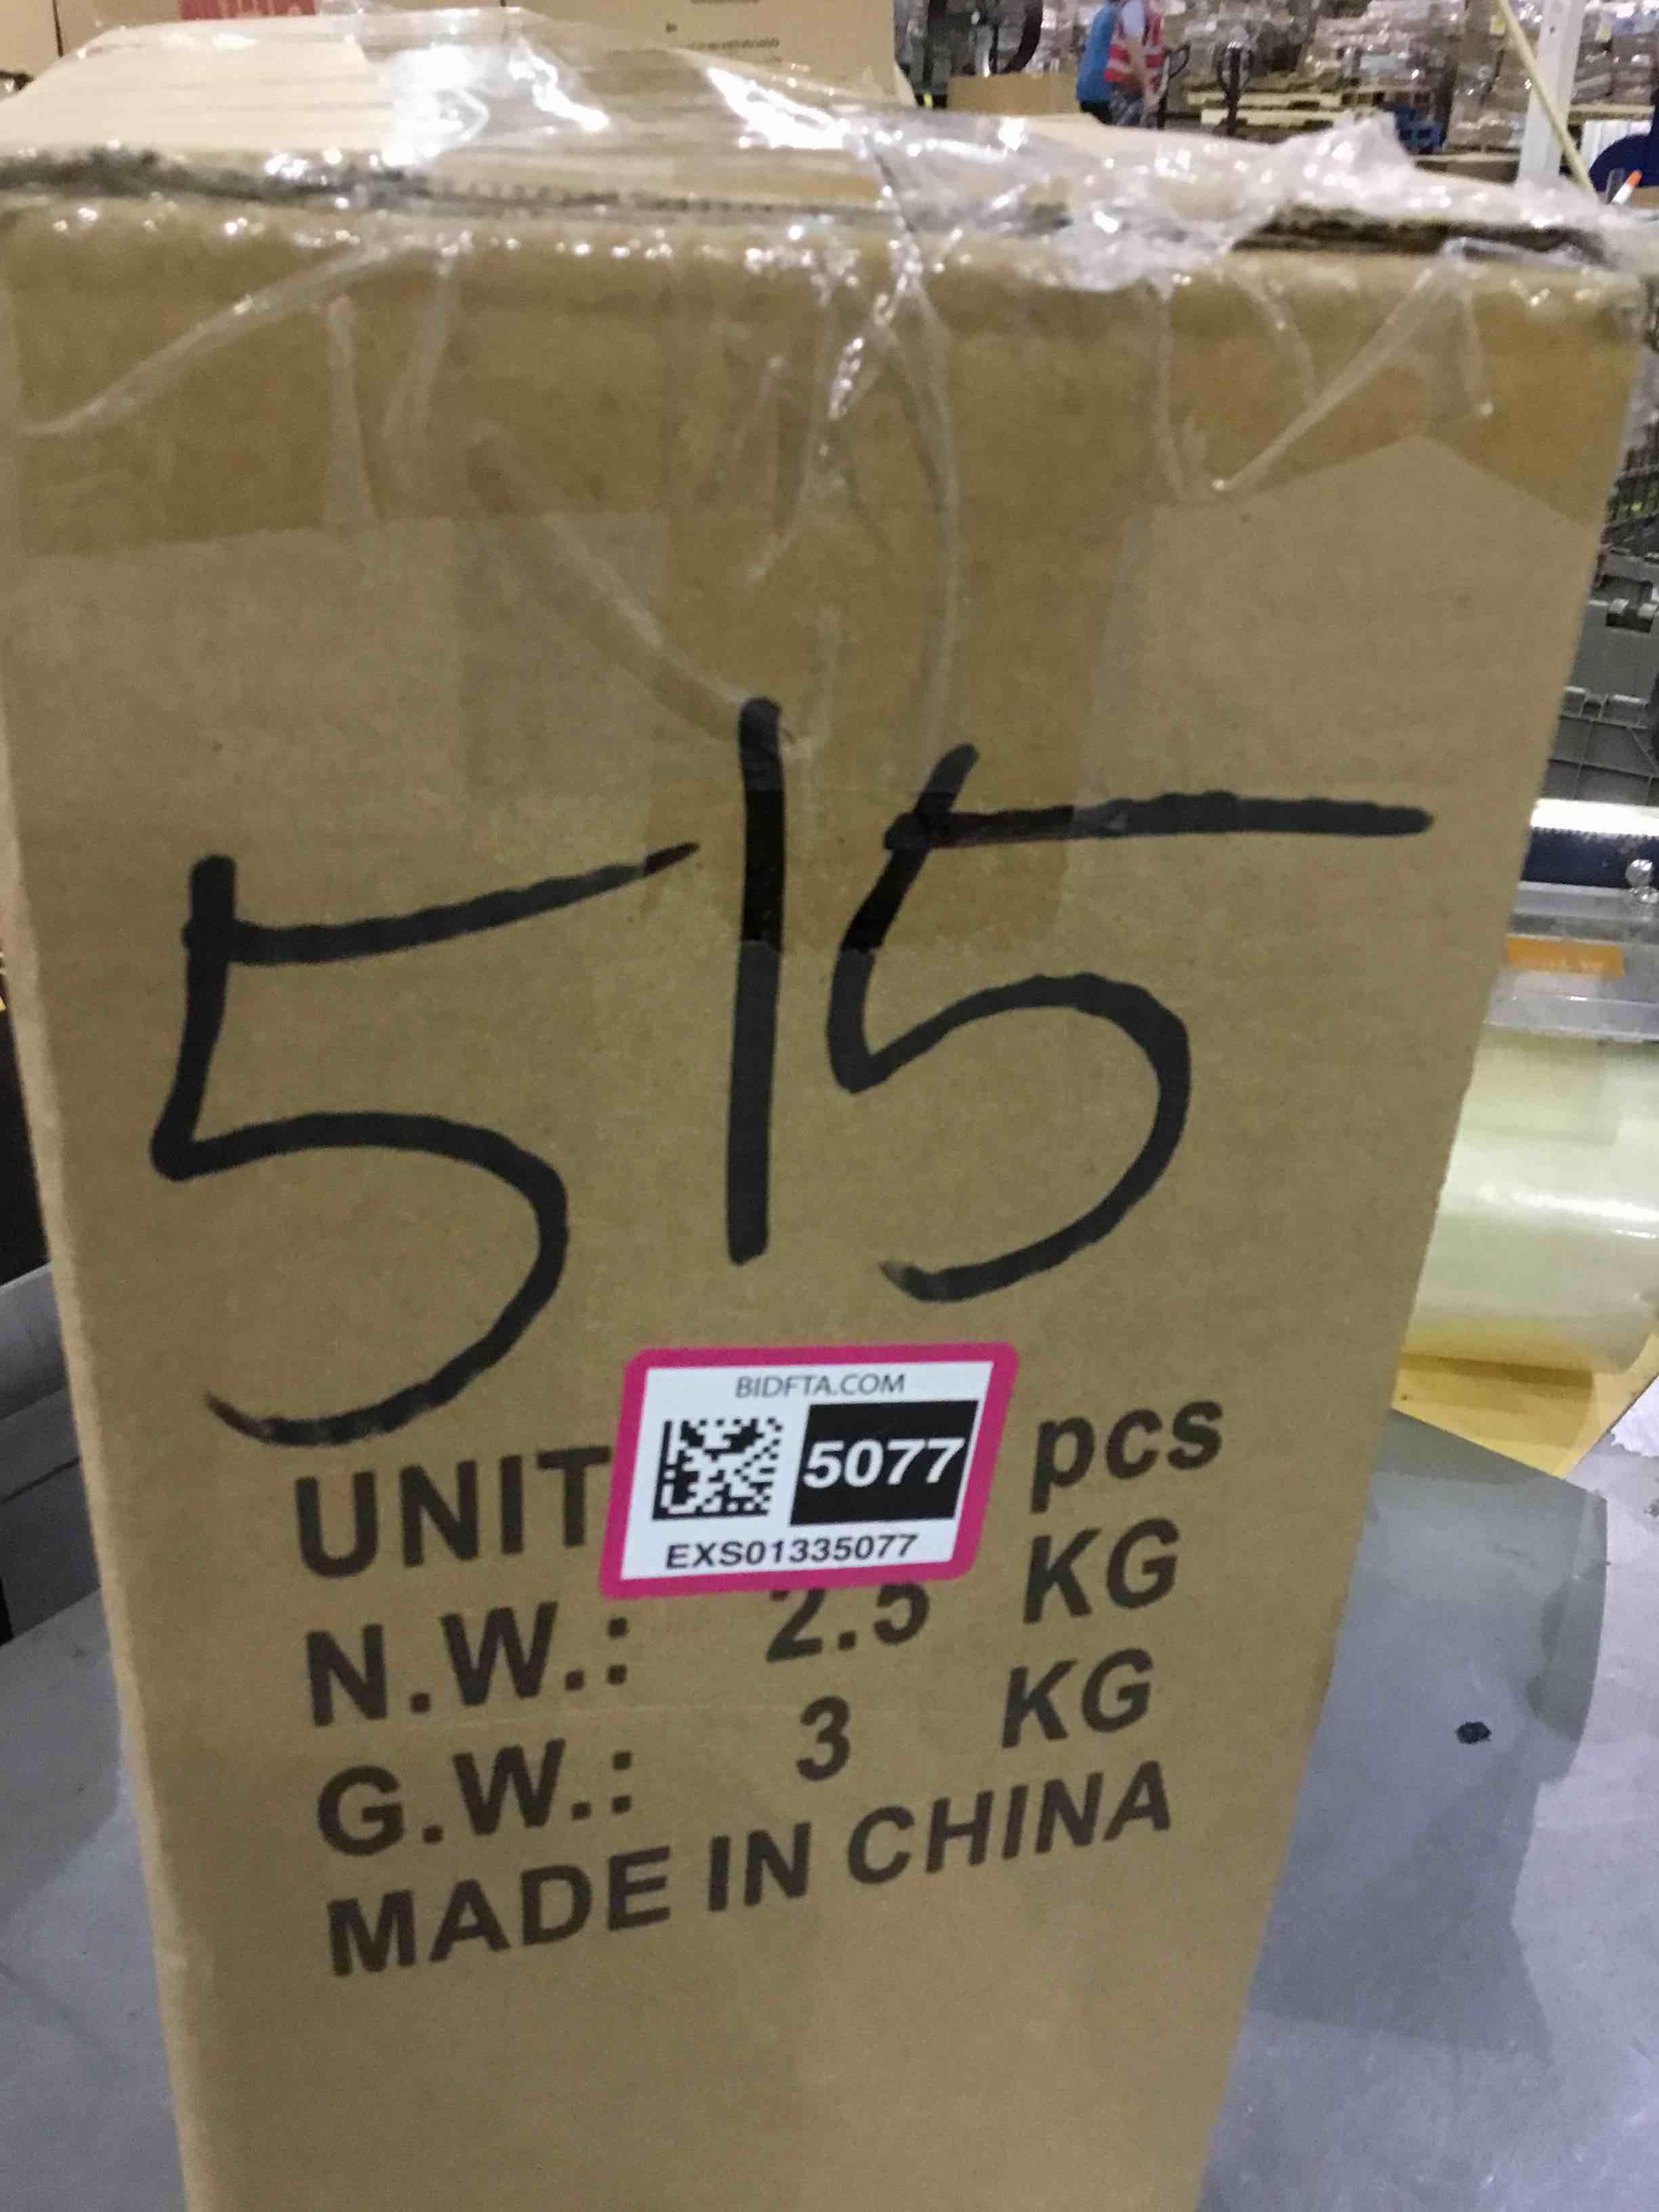 515
BIDFTA.COM
5077
EXS01335077
UNIT pcs
N.W.: 2.5 KG
G.W.: 3 KG
MADE IN CHINA